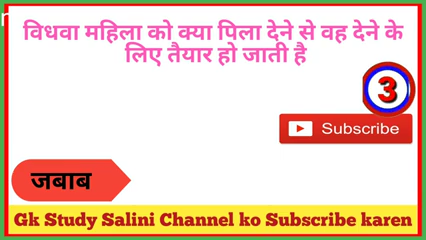 विधवा महिला को क्या पिला देने से वह देने के
लिए तैयार हो जाती है
3
Subscribe
जबाब
Gk Study Salini Channel ko Subscribe karen